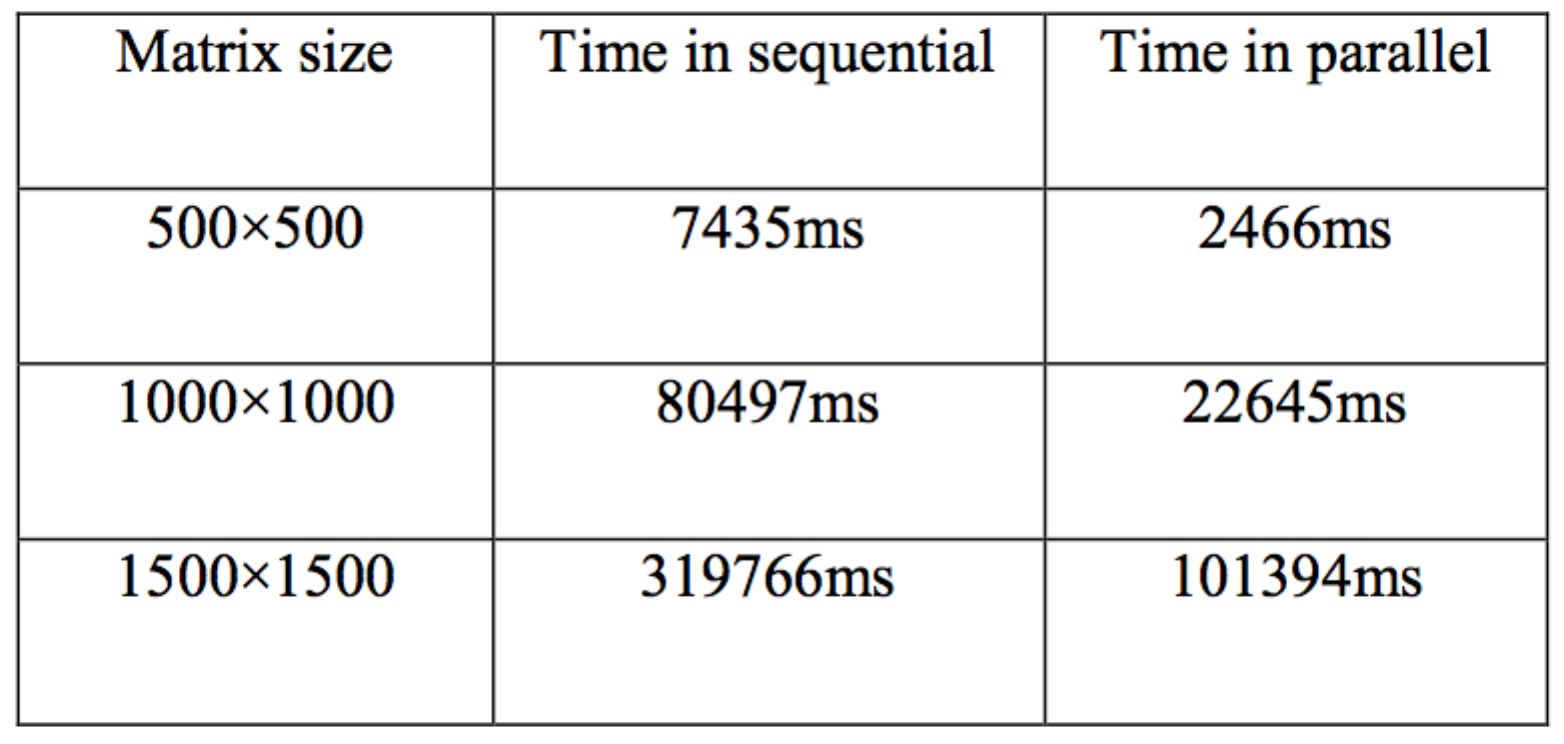 Matrix size Time in sequential Time in parallel
500×500 7435ms 2466ms
1000×1000 80497ms 22645ms
1500×1500 319766ms 101394ms